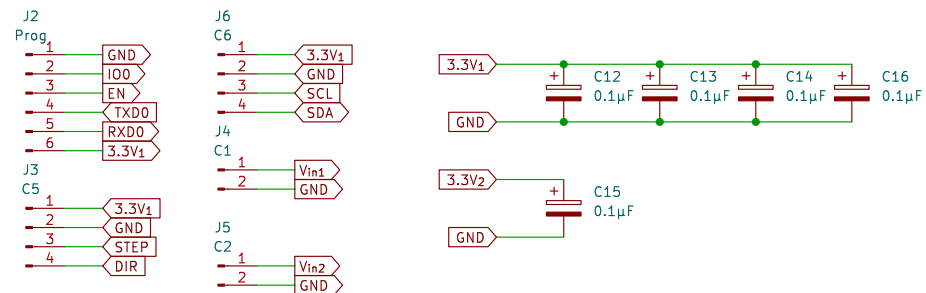 J2
Prog
1 GND
2 IO0
3 EN
4 TXD0
5 RXD0
6 3.3V1
J3
C5
1 3.3V1
2 GND
3 STEP
4 DIR
J6
C6
1 3.3V1
2 GND
3 SCL
4 SDA
J4
C1
1 Vin1
2 GND
J5
C2
1 Vin2
2 GND
3.3V1
GND
+ C12
0.1µF
+ C13
0.1µF
+ C14
0.1µF
+ C16
0.1µF
3.3V2
GND
+ C15
0.1µF